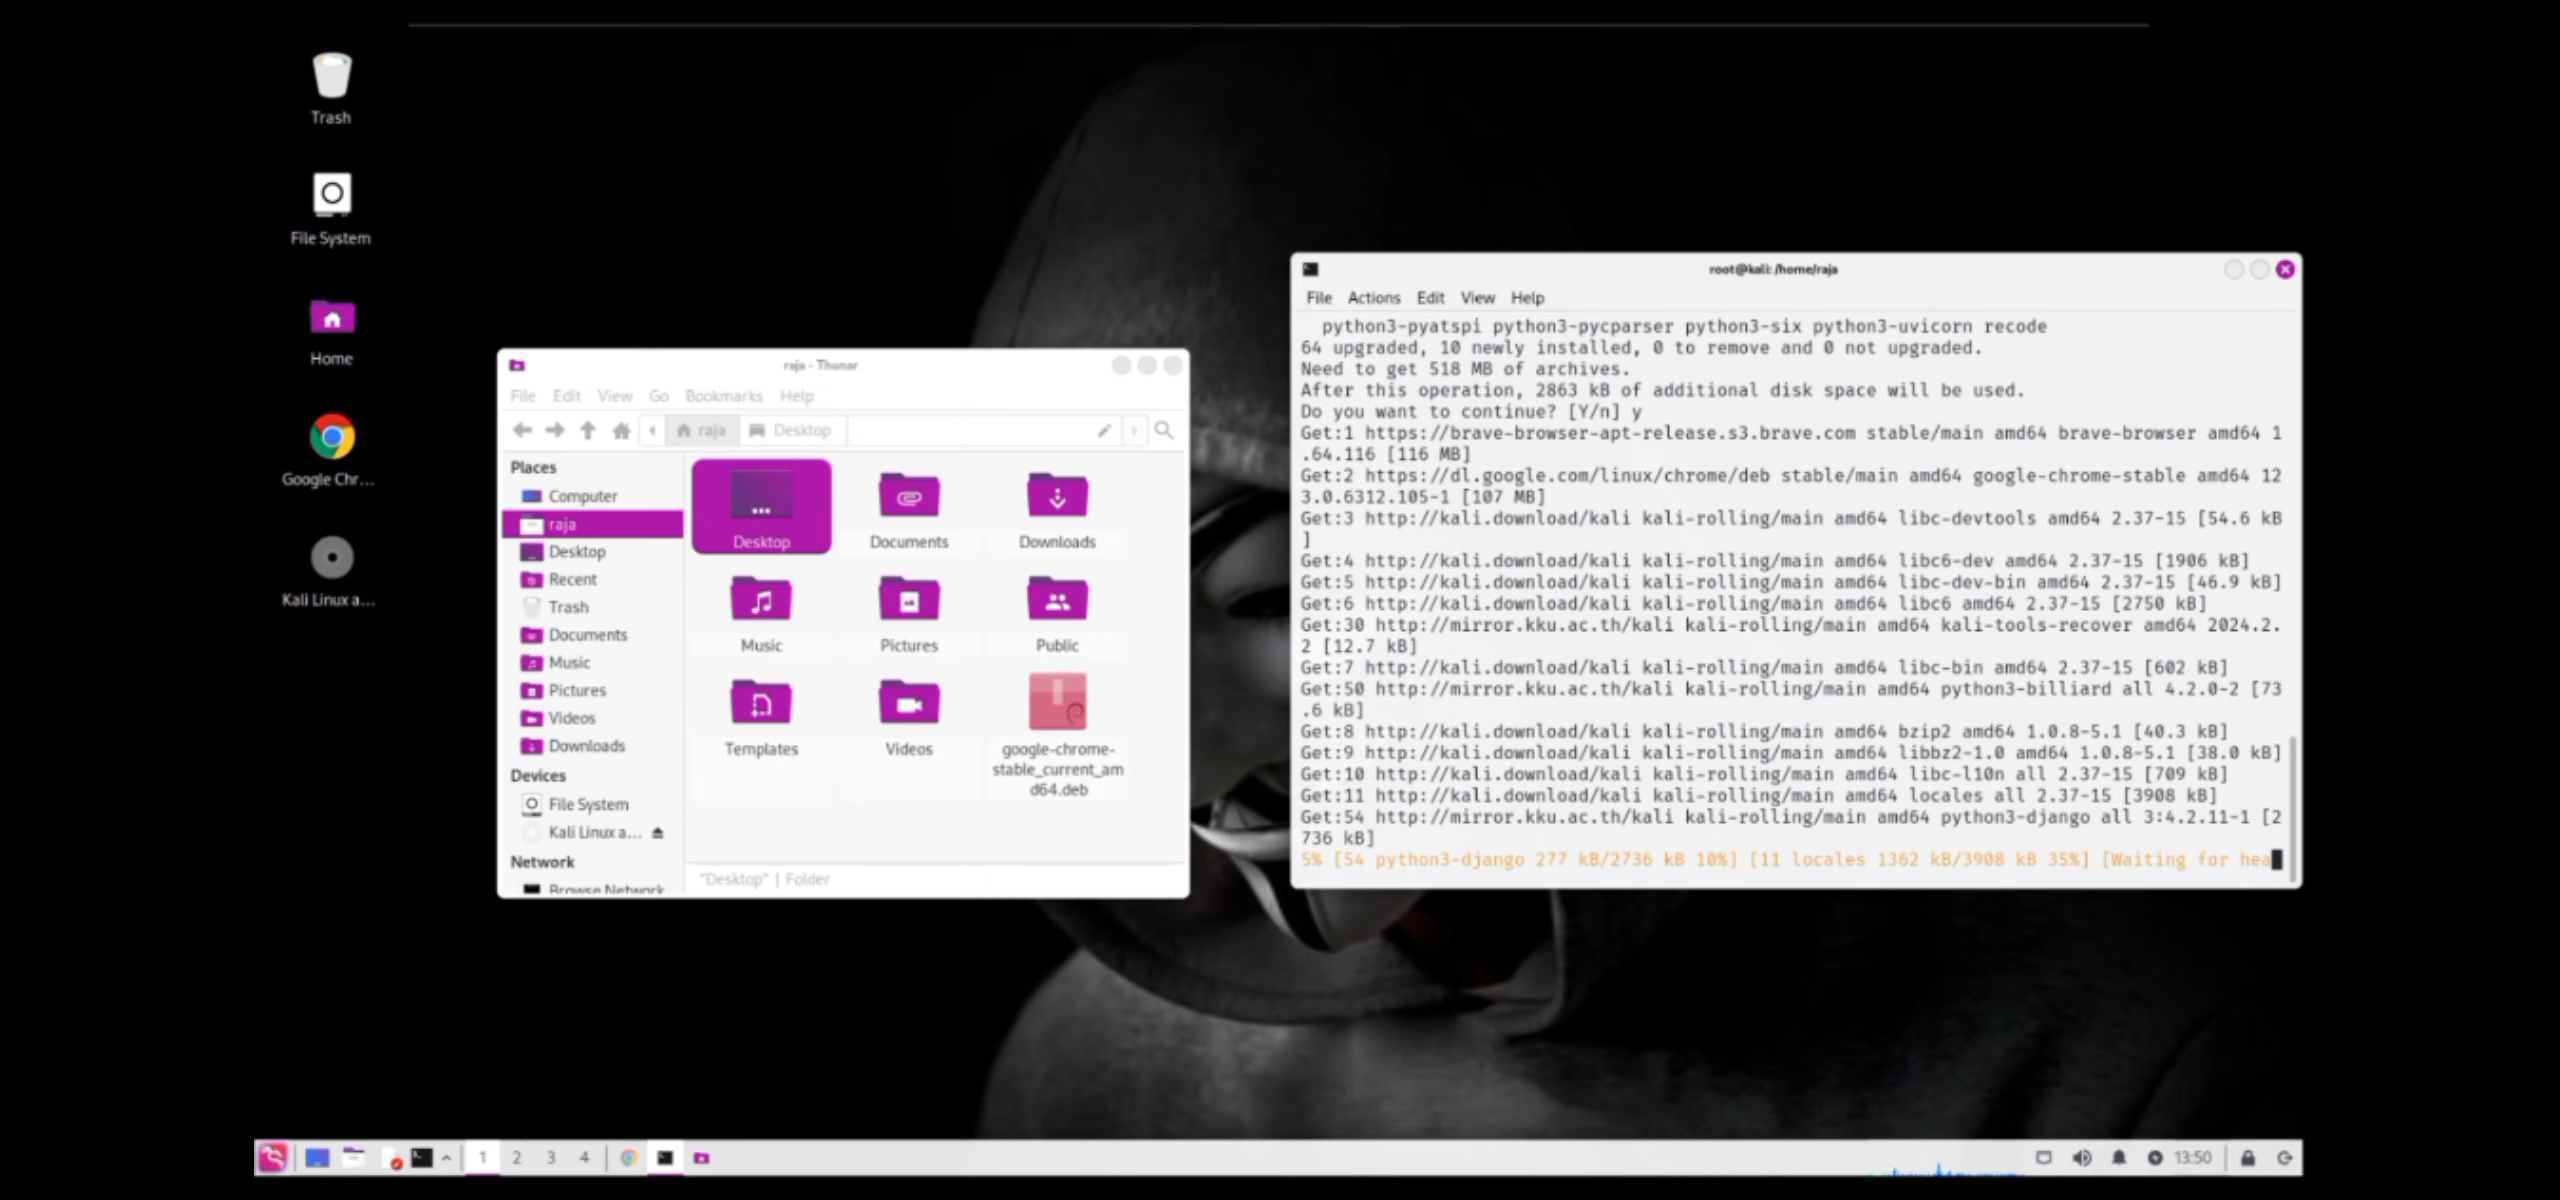 Trash
File System
Home
Google Chr...
Kali Linux a...
raja - Thunar
File Edit View Go Bookmarks Help
raja Desktop
Places
Computer
raja
Desktop
Recent
Trash
Documents
Music
Pictures
Videos
Downloads
Devices
File System
Kali Linux a...
Network
Browse Network
Desktop Documents Downloads
Music Pictures Public
Templates Videos google-chrome-
stable_current_am
d64.deb
"Desktop" | Folder
root@kali: /home/raja
File Actions Edit View Help
python3-pyatspi python3-pycparser python3-six python3-uvicorn recode
64 upgraded, 10 newly installed, 0 to remove and 0 not upgraded.
Need to get 518 MB of archives.
After this operation, 2863 kB of additional disk space will be used.
Do you want to continue? [Y/n] y
Get:1 https://brave-browser-apt-release.s3.brave.com stable/main amd64 brave-browser amd64 1
.64.116 [116 MB]
Get:2 https://dl.google.com/linux/chrome/deb stable/main amd64 google-chrome-stable amd64 12
3.0.6312.105-1 [107 MB]
Get:3 http://kali.download/kali kali-rolling/main amd64 libc-devtools amd64 2.37-15 [54.6 kB
]
Get:4 http://kali.download/kali kali-rolling/main amd64 libc6-dev amd64 2.37-15 [1906 kB]
Get:5 http://kali.download/kali kali-rolling/main amd64 libc-dev-bin amd64 2.37-15 [46.9 kB]
Get:6 http://kali.download/kali kali-rolling/main amd64 libc6 amd64 2.37-15 [2750 kB]
Get:30 http://mirror.kku.ac.th/kali kali-rolling/main amd64 kali-tools-recover amd64 2024.2.
2 [12.7 kB]
Get:7 http://kali.download/kali kali-rolling/main amd64 libc-bin amd64 2.37-15 [602 kB]
Get:50 http://mirror.kku.ac.th/kali kali-rolling/main amd64 python3-billiard all 4.2.0-2 [73
.6 kB]
Get:8 http://kali.download/kali kali-rolling/main amd64 bzip2 amd64 1.0.8-5.1 [40.3 kB]
Get:9 http://kali.download/kali kali-rolling/main amd64 libbz2-1.0 amd64 1.0.8-5.1 [38.0 kB]
Get:10 http://kali.download/kali kali-rolling/main amd64 libc-l10n all 2.37-15 [709 kB]
Get:11 http://kali.download/kali kali-rolling/main amd64 locales all 2.37-15 [3908 kB]
Get:54 http://mirror.kku.ac.th/kali kali-rolling/main amd64 python3-django all 3:4.2.11-1 [2
736 kB]
5% [54 python3-django 277 kB/2736 kB 10%] [11 locales 1362 kB/3908 kB 35%] [Waiting for hea
1 2 3 4
13:50